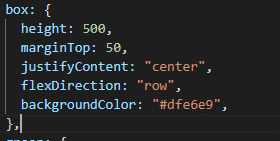 box: {
height: 500,
marginTop: 50,
justifyContent: "center",
flexDirection: "row",
backgroundColor: "#dfe6e9",
},